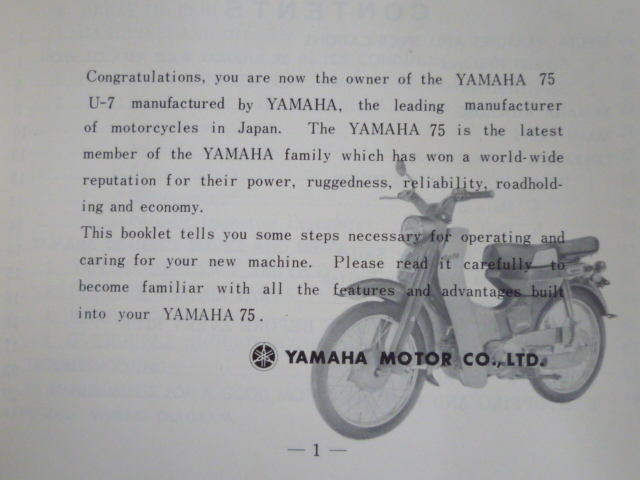 Congratulations, you are now the owner of the YAMAHA 75
U-7 manufactured by YAMAHA, the leading manufacturer
of motorcycles in Japan. The YAMAHA 75 is the latest
member of the YAMAHA family which has won a world-wide
reputation for their power, ruggedness, reliability, roadhold-
ing and economy.
This booklet tells you some steps necessary for operating and
caring for your new machine. Please read it carefully to
become familiar with all the features and advantages built
into your YAMAHA 75.
YAMAHA MOTOR CO., LTD.
— 1 —